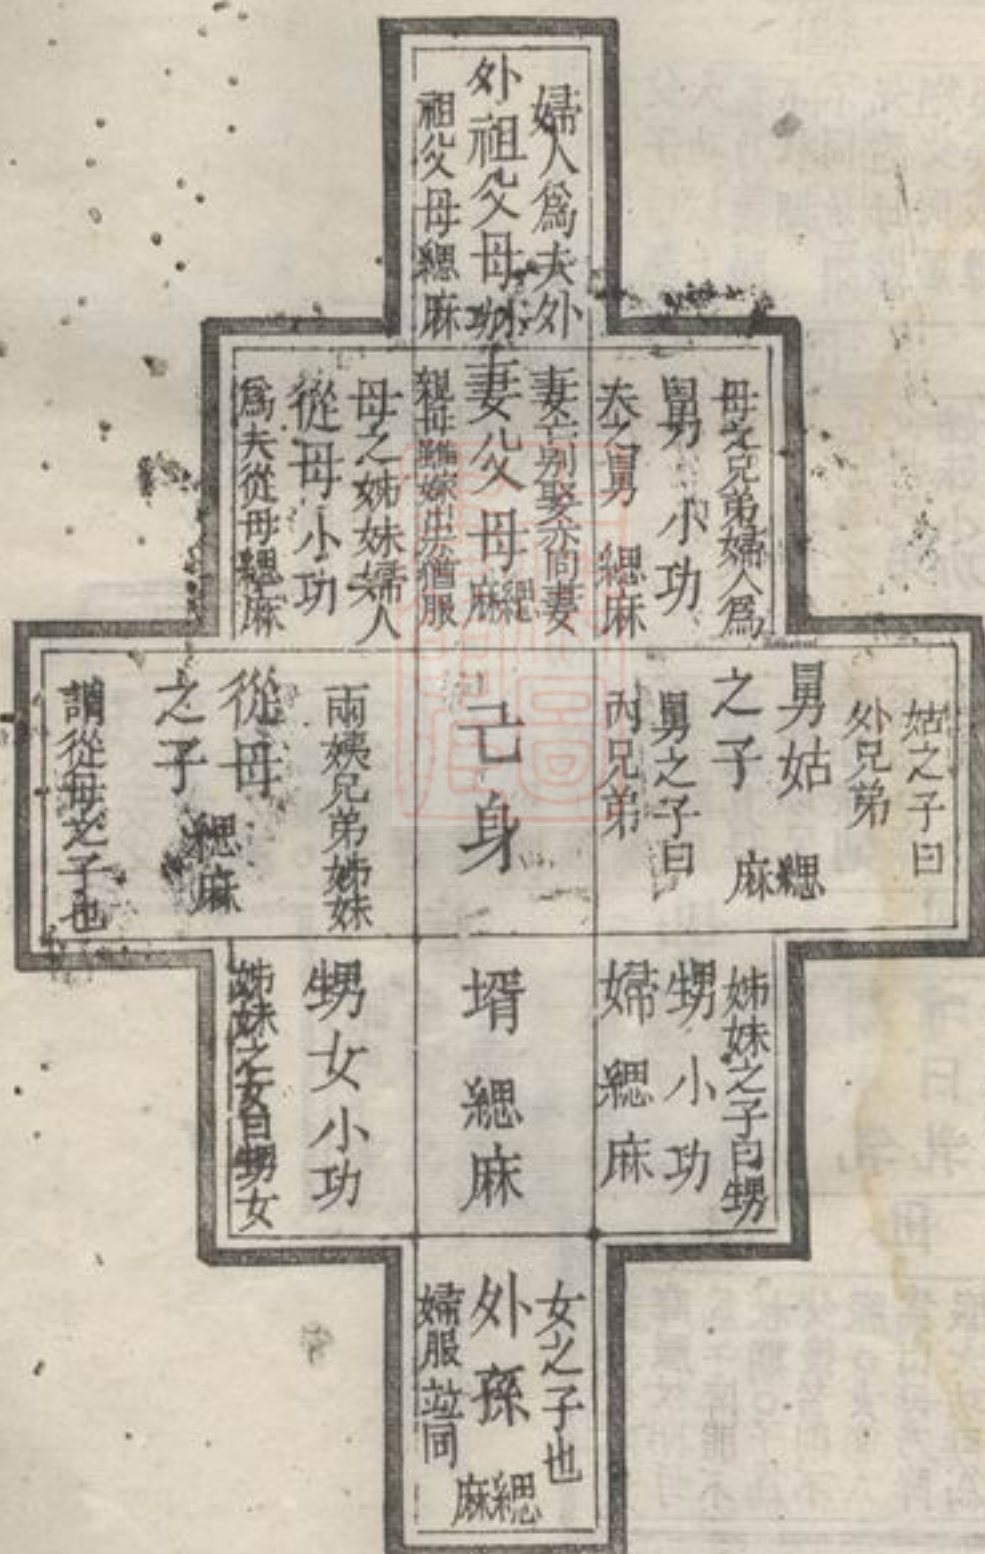 婦人爲夫外
外祖父母小功
祖父母緦麻
母之兄弟婦人爲
舅 小功
夫之舅 緦麻
妻亡別娶亦同妻
妻父母 緦麻
親母雖嫁出猶服
母之姊妹婦人
從母小功
爲夫從母緦麻
姑之子曰
外兄弟
舅姑
之子 緦麻
舅之子曰
內兄弟
己身
兩姨兄弟姊妹
從母
之子 緦麻
謂從母之子也
姊妹之子曰甥
甥小功
婦緦麻
壻 緦麻
甥女小功
姊妹之女曰甥女
女之子也
外孫 緦麻
婦服並同